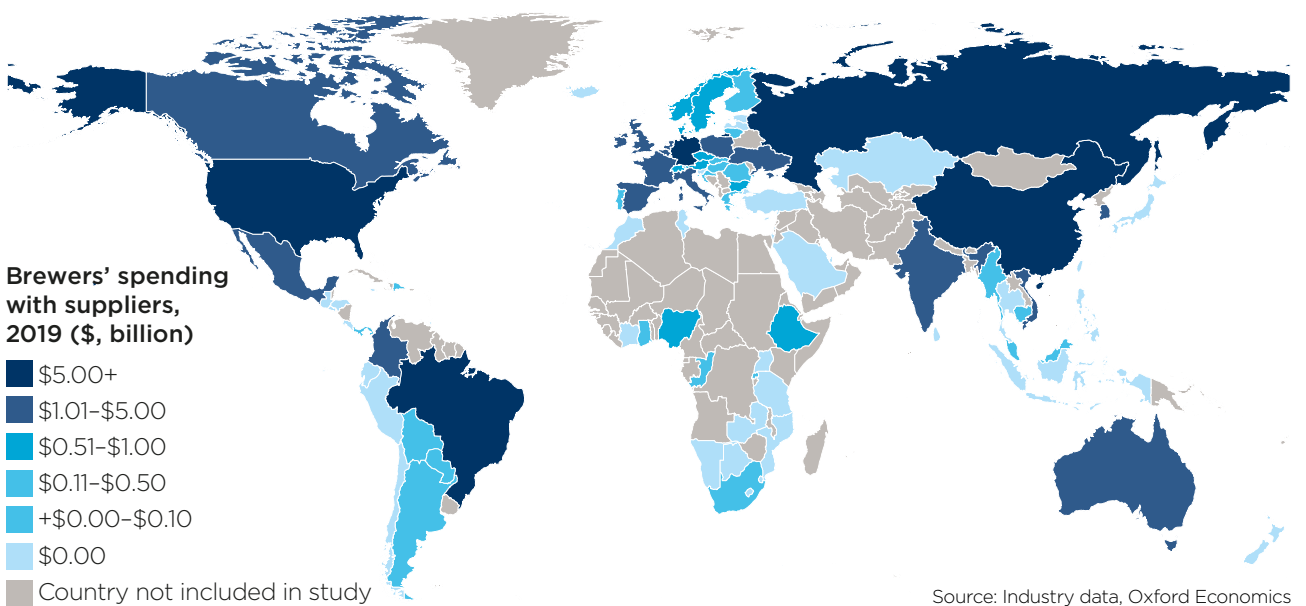 Brewers' spending
with suppliers,
2019 ($, billion)
$5.00+
$1.01–$5.00
$0.51–$1.00
$0.11–$0.50
+$0.00–$0.10
$0.00
Country not included in study
Source: Industry data, Oxford Economics